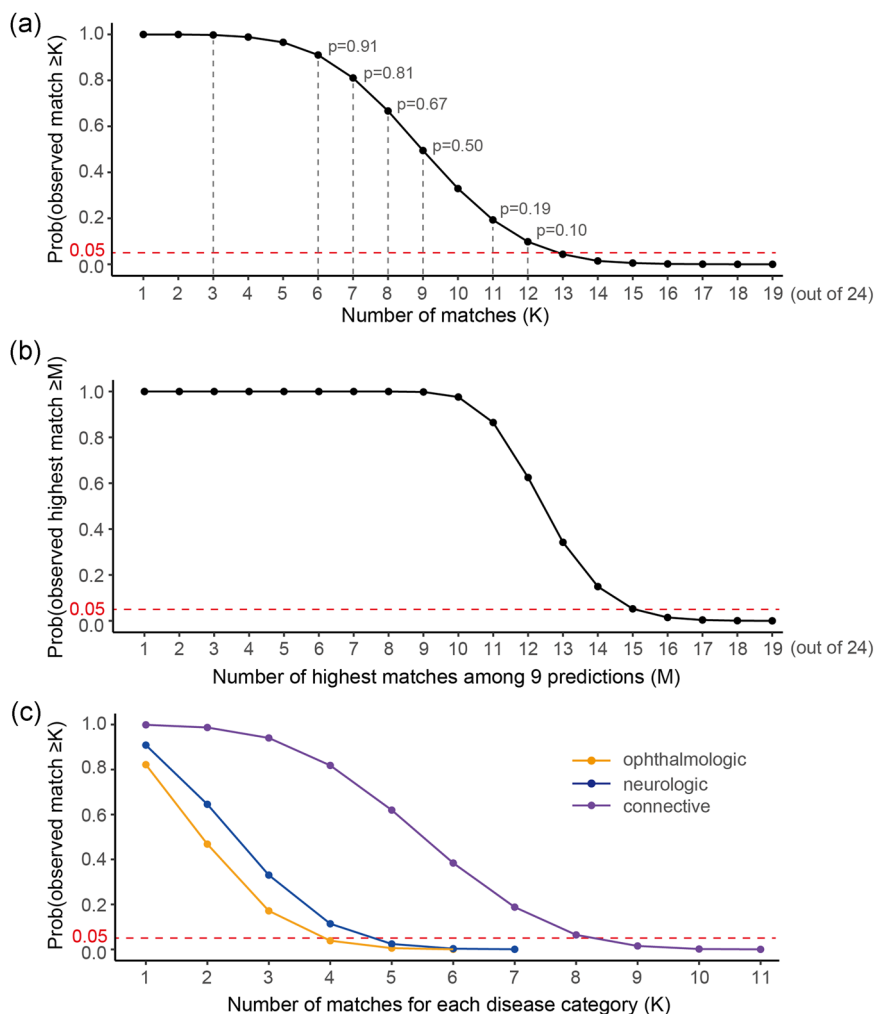 (a)
Prob(observed match ≥K)
1.0
0.8
0.6
0.4
0.2
0.05
0.0
p=0.91
p=0.81
p=0.67
p=0.50
p=0.19
p=0.10
1 2 3 4 5 6 7 8 9 10 11 12 13 14 15 16 17 18 19 (out of 24)
Number of matches (K)
(b)
Prob(observed highest match ≥M)
1.0
0.8
0.6
0.4
0.2
0.05
0.0
1 2 3 4 5 6 7 8 9 10 11 12 13 14 15 16 17 18 19 (out of 24)
Number of highest matches among 9 predictions (M)
(c)
Prob(observed match ≥K)
1.0
0.8
0.6
0.4
0.2
0.05
0.0
ophthalmologic
neurologic
connective
1 2 3 4 5 6 7 8 9 10 11
Number of matches for each disease category (K)